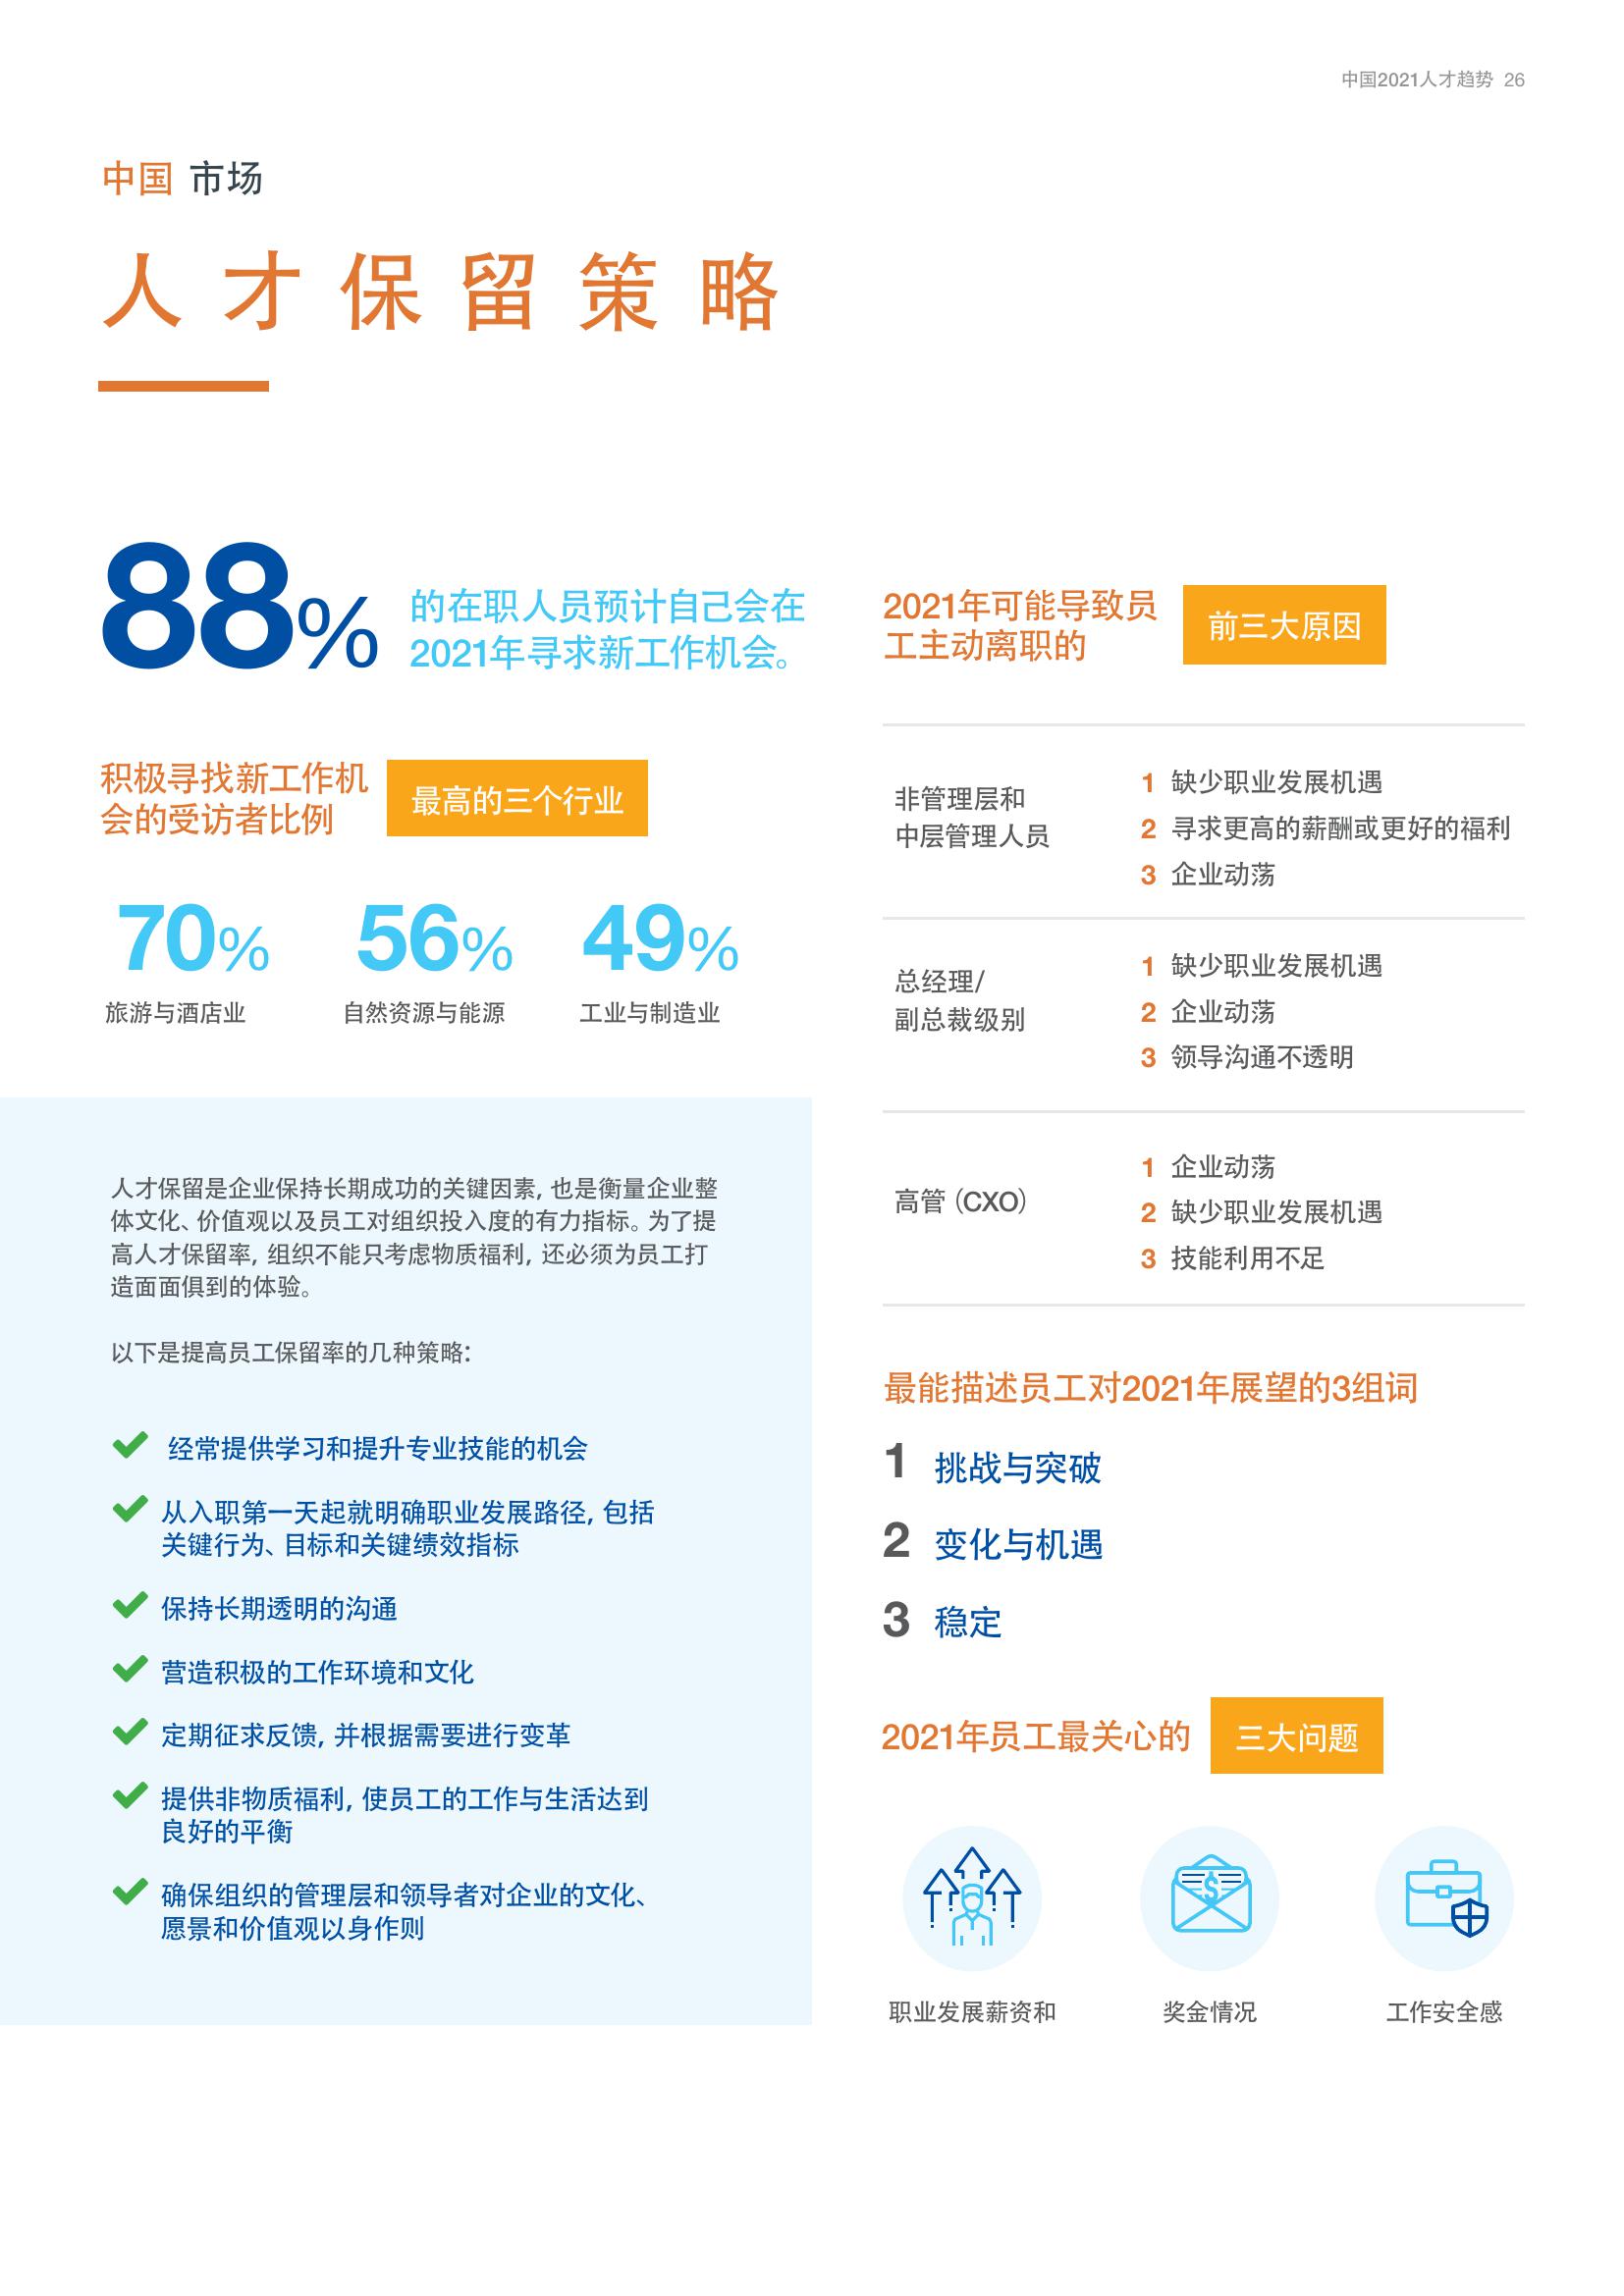 中国2021人才趋势 26
中国 市场
人才保留策略
88%
的在职人员预计自己会在
2021年寻求新工作机会。
积极寻找新工作机
会的受访者比例
最高的三个行业
70% 56% 49%
旅游与酒店业 自然资源与能源 工业与制造业
人才保留是企业保持长期成功的关键因素, 也是衡量企业整
体文化、价值观以及员工对组织投入度的有力指标。为了提
高人才保留率, 组织不能只考虑物质福利, 还必须为员工打
造面面俱到的体验。
以下是提高员工保留率的几种策略:
经常提供学习和提升专业技能的机会
从入职第一天起就明确职业发展路径, 包括
关键行为、目标和关键绩效指标
保持长期透明的沟通
营造积极的工作环境和文化
定期征求反馈, 并根据需要进行变革
提供非物质福利, 使员工的工作与生活达到
良好的平衡
确保组织的管理层和领导者对企业的文化、
愿景和价值观以身作则
2021年可能导致员
工主动离职的
前三大原因
非管理层和
中层管理人员
1 缺少职业发展机遇
2 寻求更高的薪酬或更好的福利
3 企业动荡
总经理/
副总裁级别
1 缺少职业发展机遇
2 企业动荡
3 领导沟通不透明
高管（CXO）
1 企业动荡
2 缺少职业发展机遇
3 技能利用不足
最能描述员工对2021年展望的3组词
1 挑战与突破
2 变化与机遇
3 稳定
2021年员工最关心的
三大问题
$
职业发展薪资和 奖金情况 工作安全感